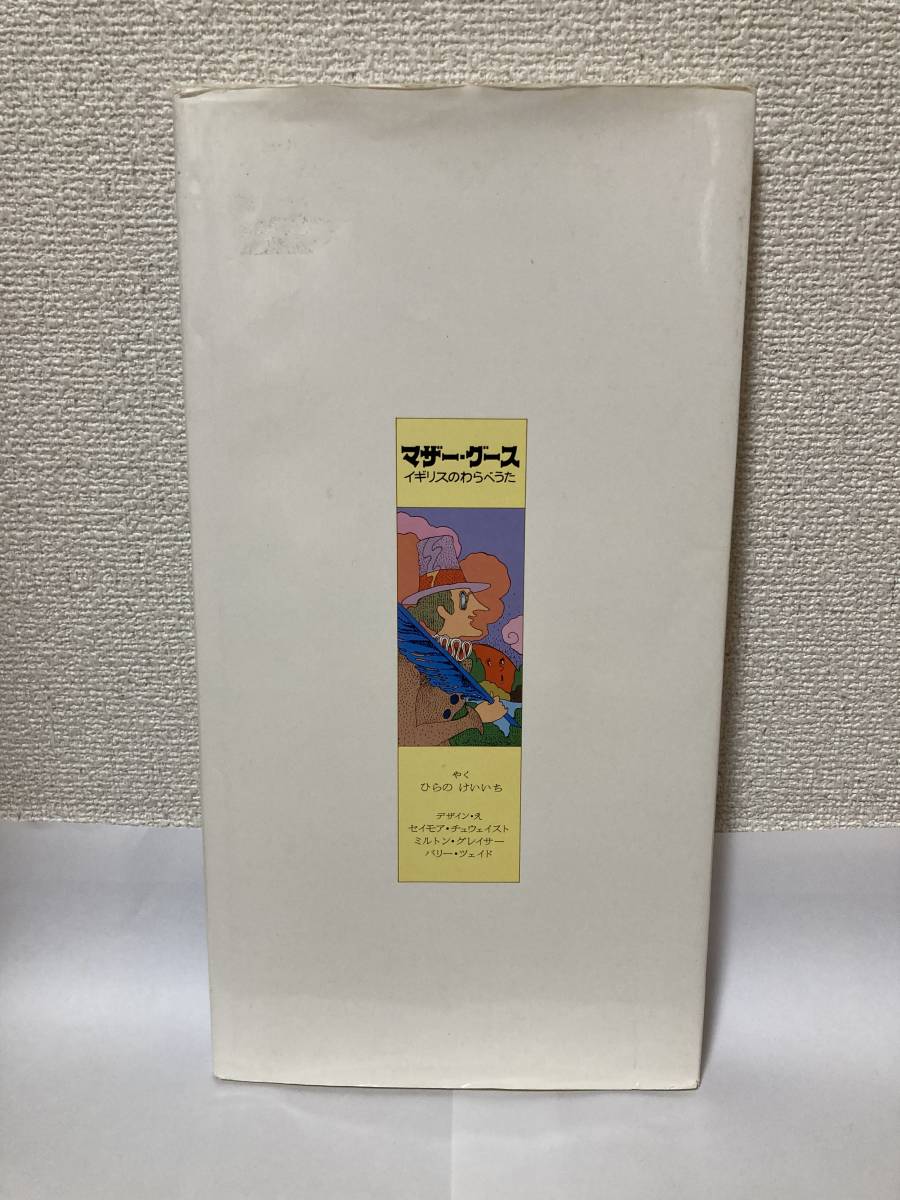 マザー・グース
イギリスのわらべうた
やく
ひらの けいいち
デザイン・え
セイモア・チュウェイスト
ミルトン・グレイサー
バリー・ツェイド